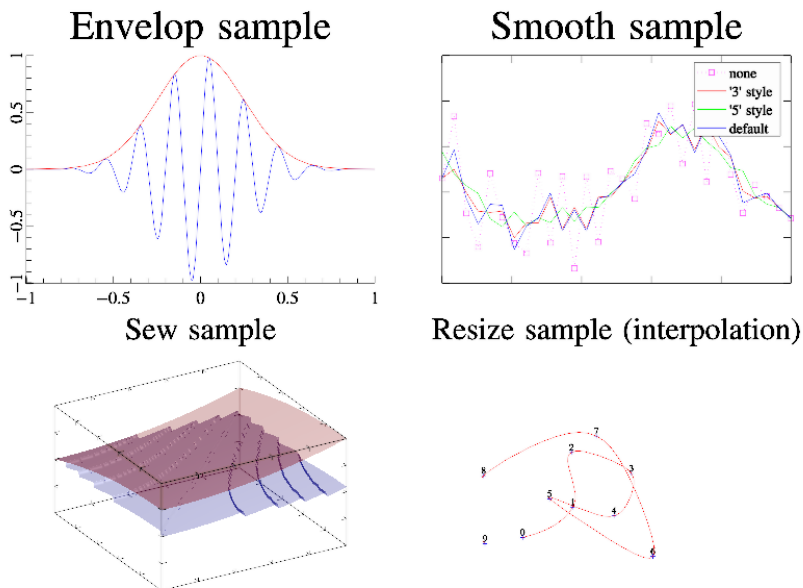 Envelop sample
1
0.5
0
−0.5
−1
−1
−0.5
0
0.5
1
Smooth sample
none
'3' style
'5' style
default
Sew sample
Resize sample (interpolation)
7
2
8
3
5
1
4
9
0
6